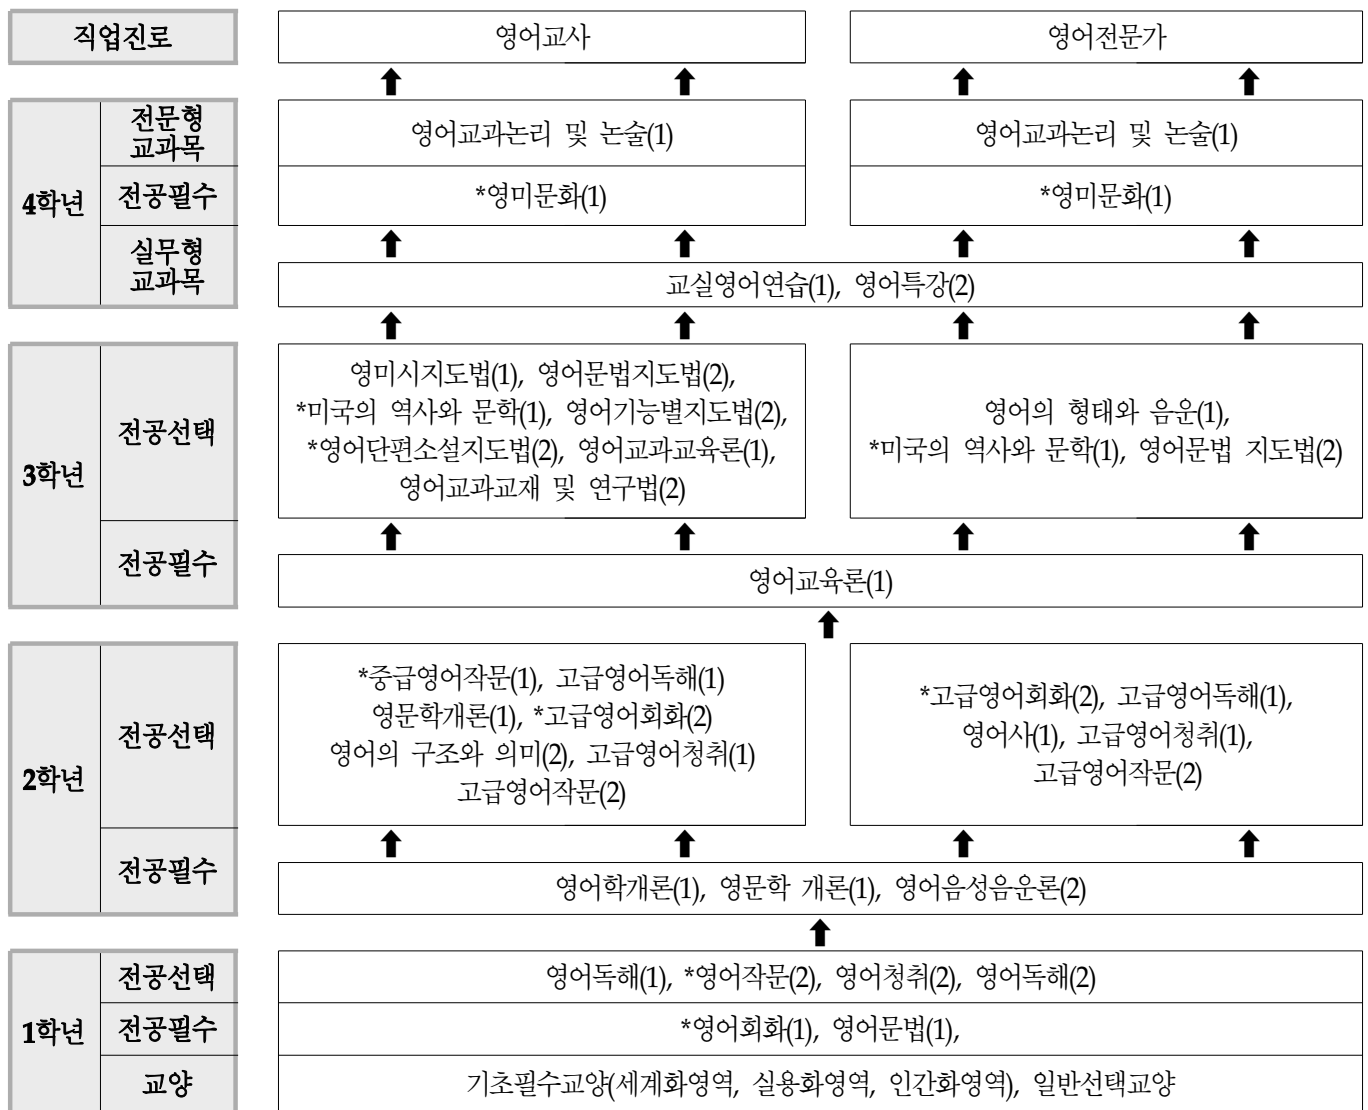 직업진로
영어교사
영어전문가
4학년
전문형
교과목
영어교과논리 및 논술(1)
영어교과논리 및 논술(1)
전공필수
*영미문화(1)
*영미문화(1)
실무형
교과목
교실영어연습(1), 영어특강(2)
3학년
전공선택
영미시지도법(1), 영어문법지도법(2),
*미국의 역사와 문학(1), 영어기능별지도법(2),
*영어단편소설지도법(2), 영어교과교육론(1),
영어교과교재 및 연구법(2)
영어의 형태와 음운(1),
*미국의 역사와 문학(1), 영어문법 지도법(2)
전공필수
영어교육론(1)
2학년
전공선택
*중급영어작문(1), 고급영어독해(1)
영문학개론(1), *고급영어회화(2)
영어의 구조와 의미(2), 고급영어청취(1)
고급영어작문(2)
*고급영어회화(2), 고급영어독해(1),
영어사(1), 고급영어청취(1),
고급영어작문(2)
전공필수
영어학개론(1), 영문학 개론(1), 영어음성음운론(2)
1학년
전공선택
영어독해(1), *영어작문(2), 영어청취(2), 영어독해(2)
전공필수
*영어회화(1), 영어문법(1),
교양
기초필수교양(세계화영역, 실용화영역, 인간화영역), 일반선택교양